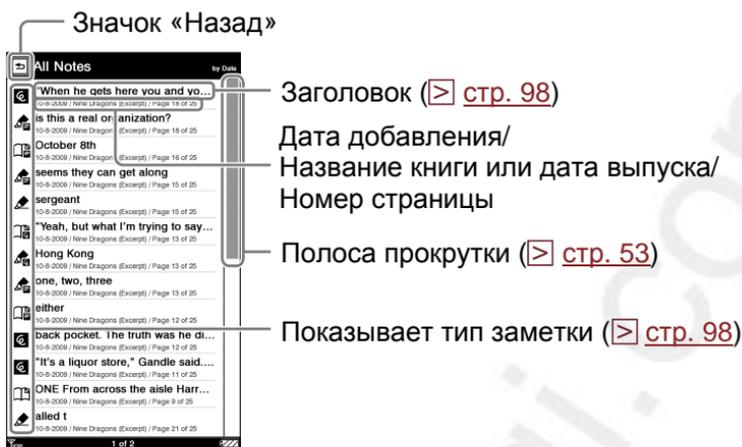 Значок «Назад»
All Notes
by Date
"When he gets here you and yo...
10-8-2009 / Nine Dragons (Excerpt) / Page 18 of 25
is this a real organization?
10-8-2009 / Nine Dragons (Excerpt) / Page 18 of 25
October 8th
10-8-2009 / Nine Dragons (Excerpt) / Page 16 of 25
seems they can get along
10-8-2009 / Nine Dragons (Excerpt) / Page 15 of 25
sergeant
10-8-2009 / Nine Dragons (Excerpt) / Page 15 of 25
"Yeah, but what I'm trying to say...
10-8-2009 / Nine Dragons (Excerpt) / Page 13 of 25
Hong Kong
10-8-2009 / Nine Dragons (Excerpt) / Page 13 of 25
one, two, three
10-8-2009 / Nine Dragons (Excerpt) / Page 13 of 25
either
10-8-2009 / Nine Dragons (Excerpt) / Page 12 of 25
back pocket. The truth was he di...
10-8-2009 / Nine Dragons (Excerpt) / Page 12 of 25
"It's a liquor store," Gandle said....
10-8-2009 / Nine Dragons (Excerpt) / Page 11 of 25
ONE From across the aisle Harr...
10-8-2009 / Nine Dragons (Excerpt) / Page 9 of 25
alled t
10-8-2009 / Nine Dragons (Excerpt) / Page 21 of 25
1 of 2
Заголовок (> стр. 98)
Дата добавления/
Название книги или дата выпуска/
Номер страницы
Полоса прокрутки (> стр. 53)
Показывает тип заметки (> стр. 98)